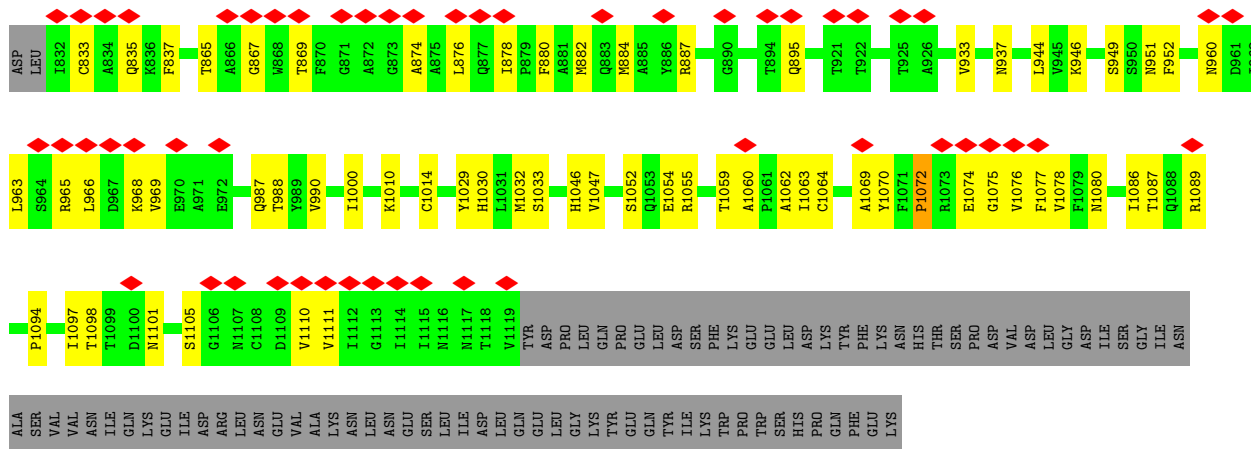 ASP LEU I832 C833 A834 Q835 K836 F837 T865 A866 G867 W868 T869 F870 G871 A872 G873 A874 A875 L876 Q877 I878 P879 F880 A881 M882 Q883 M884 A885 Y886 R887 G890 T894 Q895 T921 T922 T925 A926 V933 N937 L944 V945 K946 S949 S950 N951 F952 N960 D961
L963 S964 R965 L966 D967 K968 V969 E970 A971 E972 Q987 T988 Y989 V990 I1000 K1010 C1014 Y1029 H1030 L1031 M1032 S1033 H1046 V1047 S1052 Q1053 E1054 R1055 T1059 A1060 P1061 A1062 I1063 C1064 A1069 Y1070 F1071 P1072 R1073 E1074 G1075 V1076 F1077 V1078 F1079 N1080 I1086 T1087 Q1088 R1089
P1094 I1097 T1098 T1099 D1100 N1101 S1105 G1106 N1107 C1108 D1109 V1110 V1111 I1112 G1113 I1114 I1115 N1116 N1117 T1118 V1119 TYR ASP PRO LEU GLN PRO GLU LEU ASP SER PHE LYS GLU GLU LEU ASP LYS TYR PHE LYS ASN HIS THR SER PRO ASP VAL ASP LEU GLY ASP ILE SER GLY ILE ASN
ALA SER VAL VAL ASN ILE GLN LYS GLU ILE ASP ARG LEU ASN GLU VAL ALA LYS ASN LEU ASN GLU SER LEU ILE ASP LEU GLN GLU LEU GLY LYS TYR GLU GLN TYR ILE LYS TRP PRO TRP SER HIS PRO GLN PHE GLU LYS